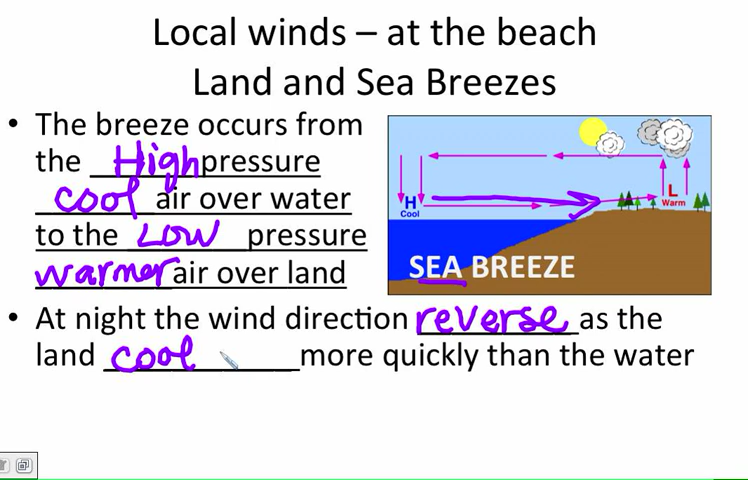 Local winds – at the beach
Land and Sea Breezes
• The breeze occurs from
the High pressure
cool air over water
to the Low pressure
warmer air over land
H
Cool
L
Warm
SEA BREEZE
• At night the wind direction reverse as the
land cool more quickly than the water